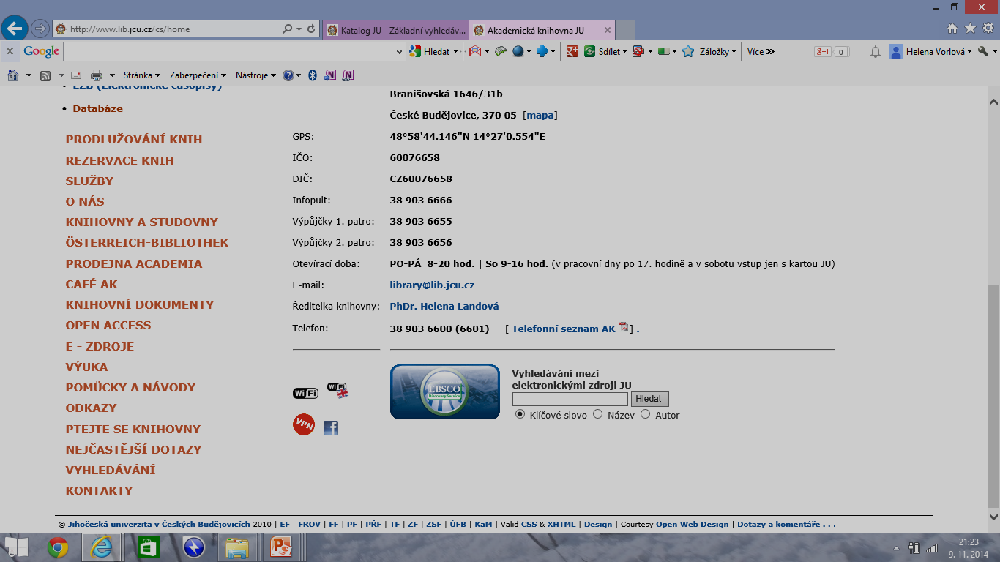 http://www.lib.jcu.cz/cs/home
Katalog JU - Základní vyhledáv...
Akademická knihovna JU
x Google
Hledat
Sdílet
Záložky
Více
g+1 0
Helena Vorlová
Stránka
Zabezpečení
Nástroje
EZB (Elektronické časopisy)
Databáze
PRODLUŽOVÁNÍ KNIH
REZERVACE KNIH
SLUŽBY
O NÁS
KNIHOVNY A STUDOVNY
ÖSTERREICH-BIBLIOTHEK
PRODEJNA ACADEMIA
CAFÉ AK
KNIHOVNÍ DOKUMENTY
OPEN ACCESS
E - ZDROJE
VÝUKA
POMŮCKY A NÁVODY
ODKAZY
PTEJTE SE KNIHOVNY
NEJČASTĚJŠÍ DOTAZY
VYHLEDÁVÁNÍ
KONTAKTY
Branišovská 1646/31b
České Budějovice, 370 05 [mapa]
GPS: 48°58'44.146"N 14°27'0.554"E
IČO: 60076658
DIČ: CZ60076658
Infopult: 38 903 6666
Výpůjčky 1. patro: 38 903 6655
Výpůjčky 2. patro: 38 903 6656
Otevírací doba: PO-PÁ 8-20 hod. | So 9-16 hod. (v pracovní dny po 17. hodině a v sobotu vstup jen s kartou JU)
E-mail: library@lib.jcu.cz
Ředitelka knihovny: PhDr. Helena Landová
Telefon: 38 903 6600 (6601) [ Telefonní seznam AK ] .
WiFi
WiFi
VPN
EBSCO
Discovery Service
Vyhledávání mezi
elektronickými zdroji JU
Hledat
Klíčové slovo Název Autor
© Jihočeská univerzita v Českých Budějovicích 2010 | EF | FROV | FF | PF | PŘF | TF | ZF | ZSF | ÚFB | KaM | Valid CSS & XHTML | Design | Courtesy Open Web Design | Dotazy a komentáře . . .
21:23
9. 11. 2014